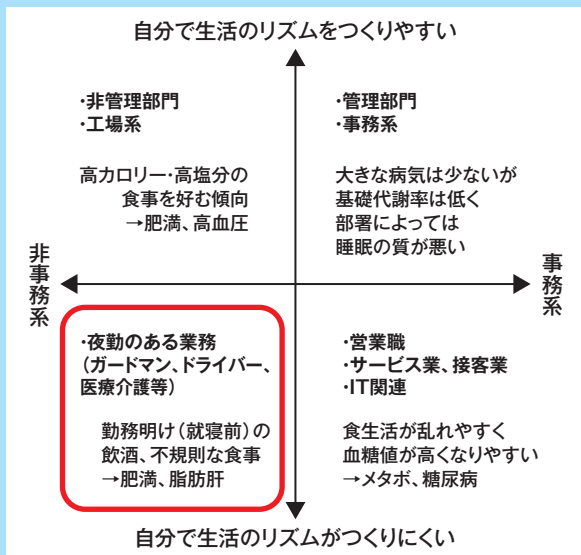 自分で生活のリズムをつくりやすい
・非管理部門
・工場系
高カロリー・高塩分の
食事を好む傾向
→肥満、高血圧
・管理部門
・事務系
大きな病気は少ないが
基礎代謝率は低く
部署によっては
睡眠の質が悪い
非事務系
事務系
・夜勤のある業務
(ガードマン、ドライバー、
医療介護等)
勤務明け(就寝前)の
飲酒、不規則な食事
→肥満、脂肪肝
・営業職
・サービス業、接客業
・IT関連
食生活が乱れやすく
血糖値が高くなりやすい
→メタボ、糖尿病
自分で生活のリズムがつくりにくい